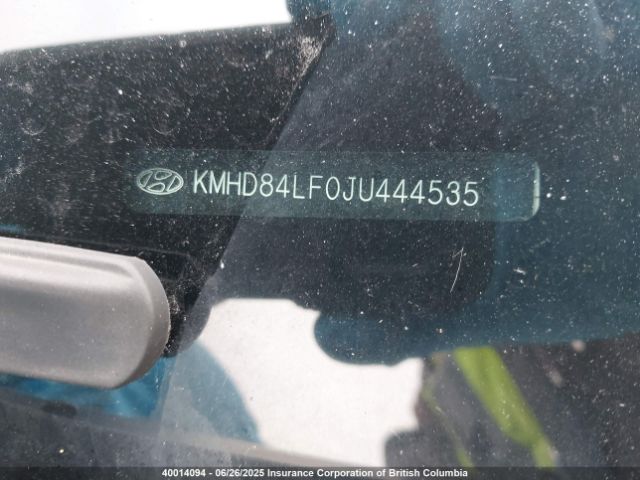 KMHD84LF0JU444535
40014094 - 06/26/2025 Insurance Corporation of British Columbia